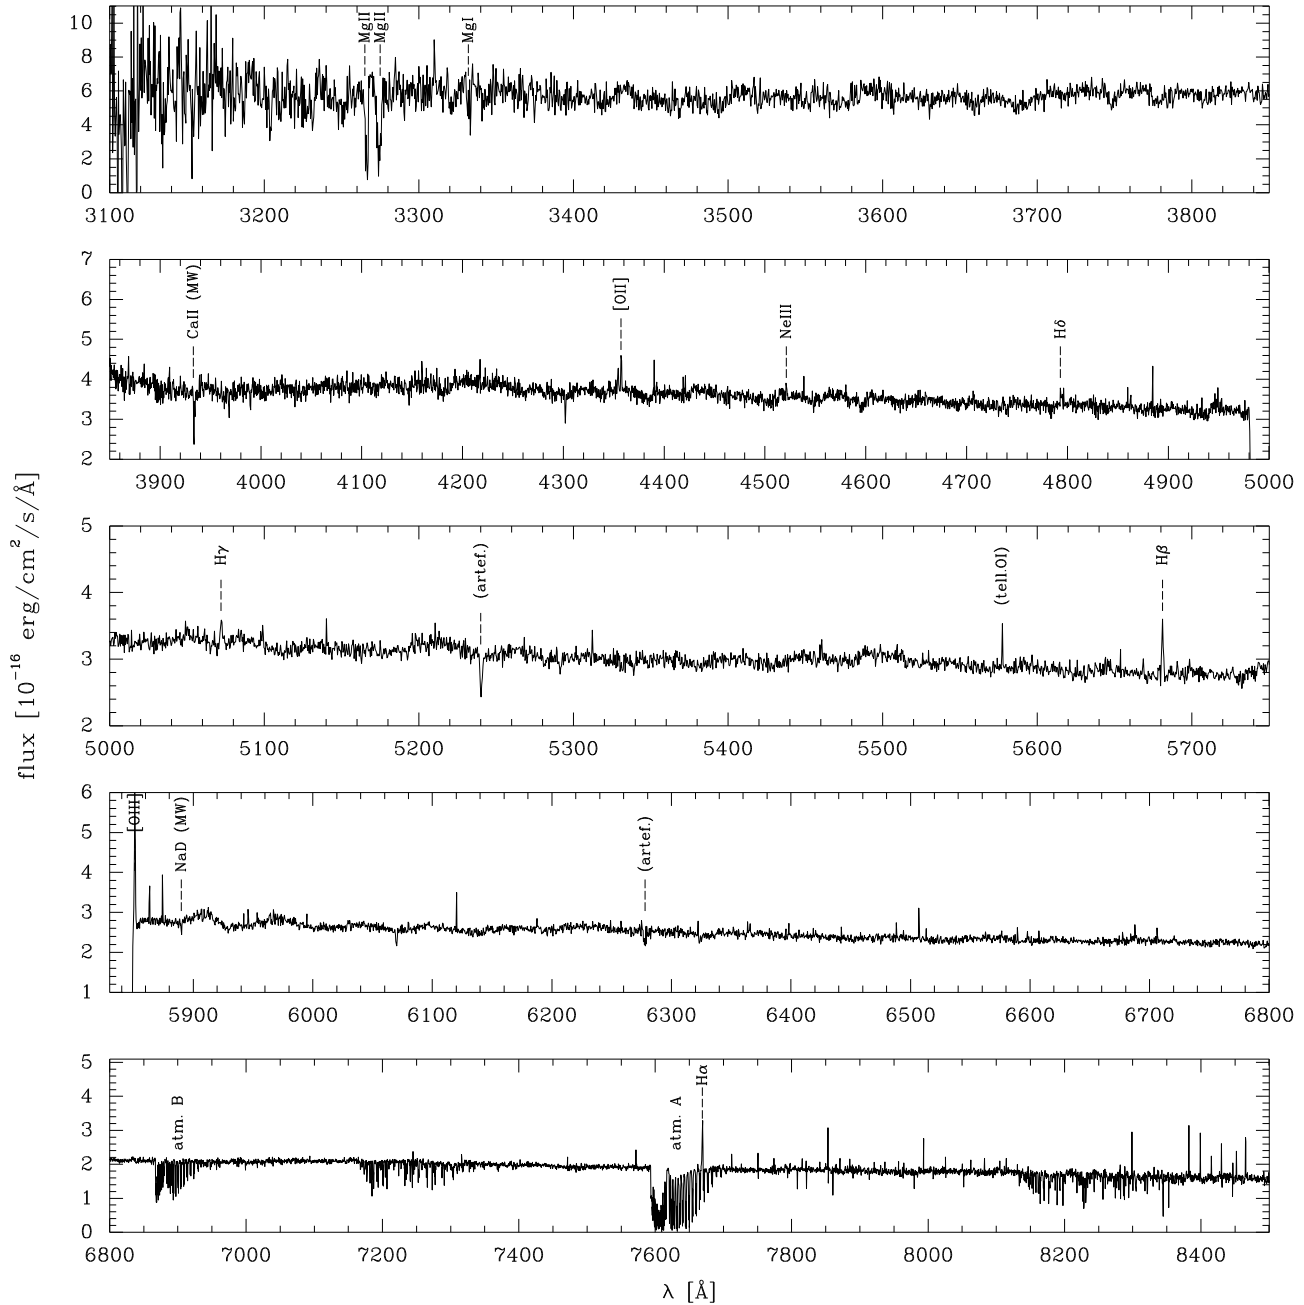 MgII
MgII
MgI
10
8
6
4
2
0
3100 3200 3300 3400 3500 3600 3700 3800
CaII (MW)
[OII]
NeIII
Hδ
7
6
5
4
3
2
3900 4000 4100 4200 4300 4400 4500 4600 4700 4800 4900 5000
Hγ
(artef.)
(tell.OI)
Hβ
5
4
3
2
5000 5100 5200 5300 5400 5500 5600 5700
flux [10⁻¹⁶ erg/cm²/s/Å]
[OIII]
NaD (MW)
(artef.)
6
5
4
3
2
1
5900 6000 6100 6200 6300 6400 6500 6600 6700 6800
atm. B
atm. A
Hα
5
4
3
2
1
0
6800 7000 7200 7400 7600 7800 8000 8200 8400
λ [Å]